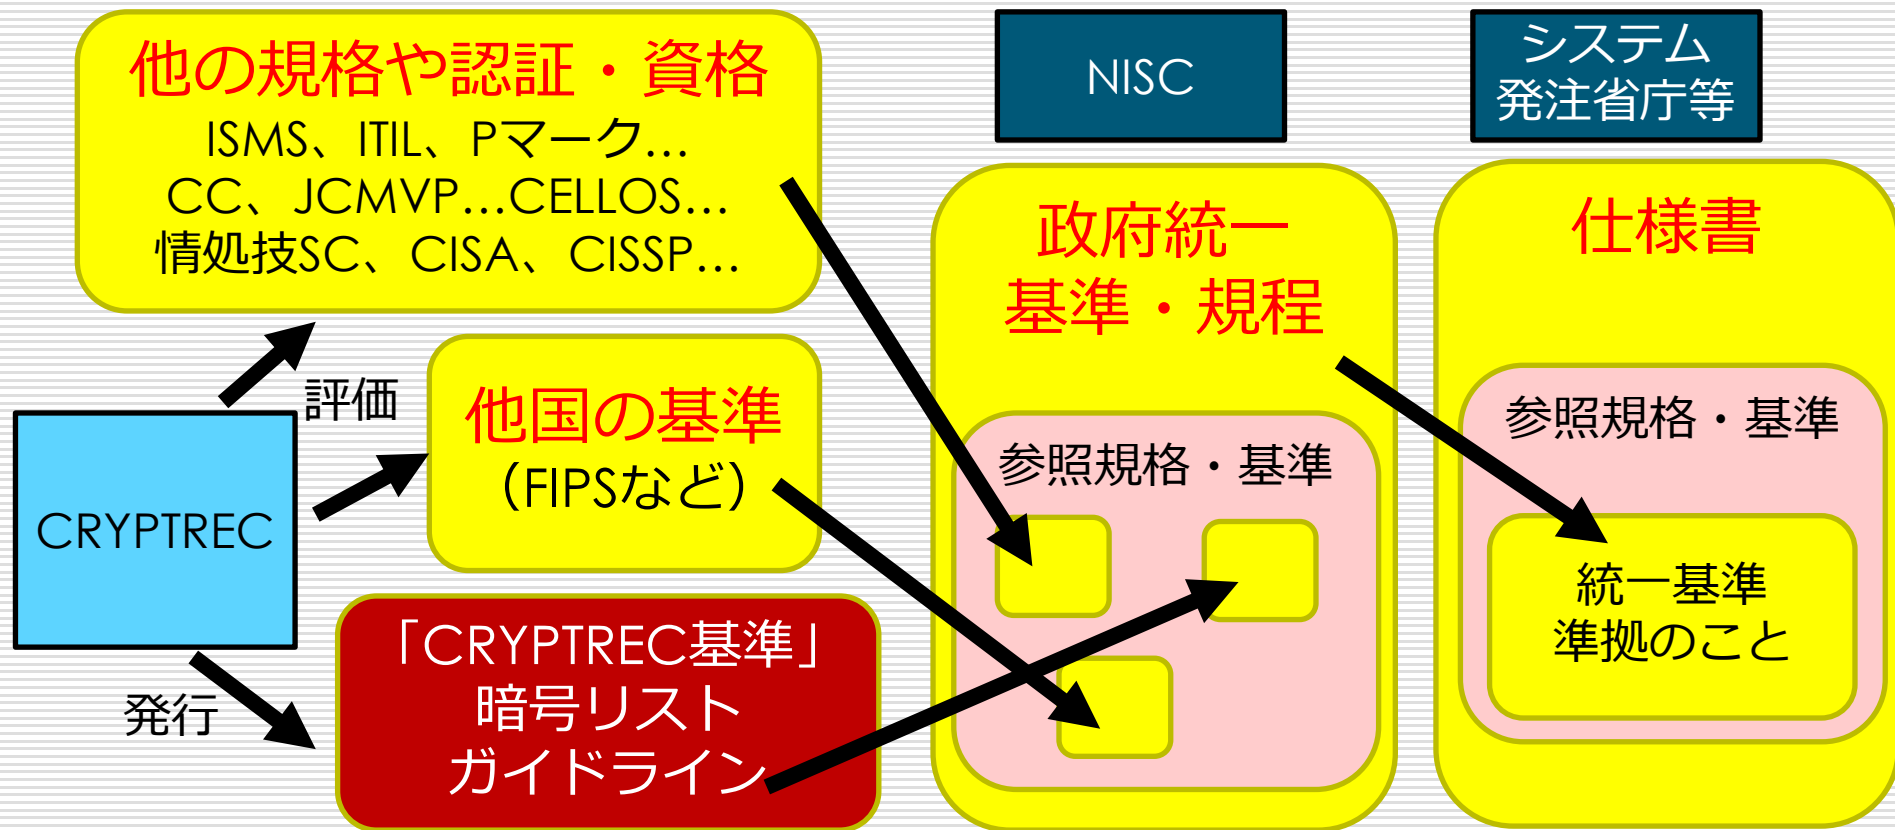 他の規格や認証・資格
ISMS、ITIL、Pマーク…
CC、JCMVP…CELLOS…
情処技SC、CISA、CISSP…
評価
他国の基準
（FIPSなど）
CRYPTREC
発行
「CRYPTREC基準」
暗号リスト
ガイドライン
NISC
政府統一
基準・規程
参照規格・基準
システム
発注省庁等
仕様書
参照規格・基準
統一基準
準拠のこと